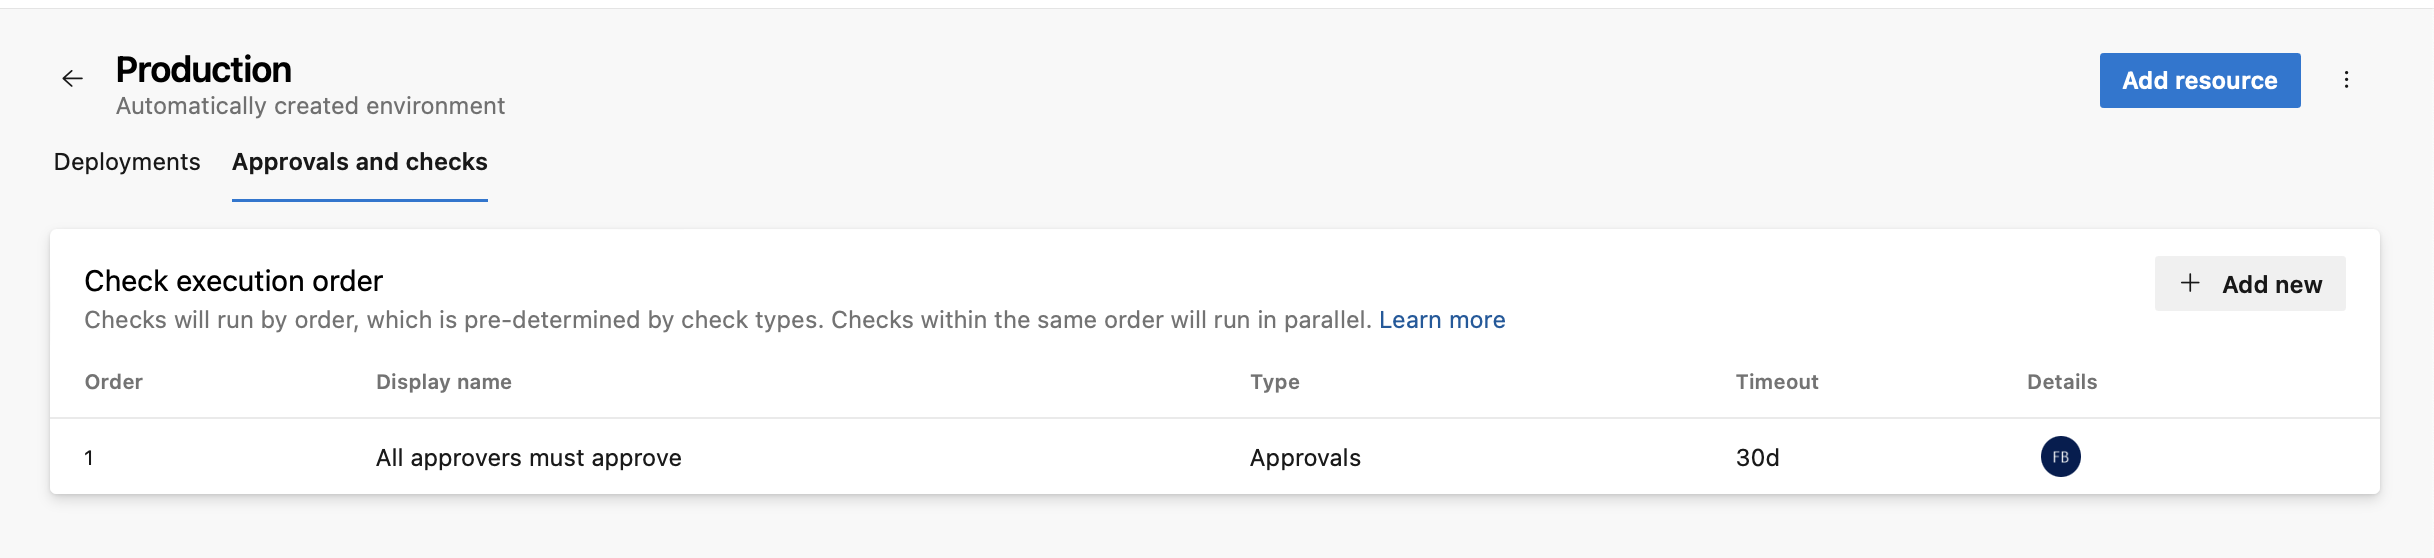 Production
Automatically created environment
Add resource
Deployments
Approvals and checks
Check execution order
Checks will run by order, which is pre-determined by check types. Checks within the same order will run in parallel. Learn more
Add new
Order Display name Type Timeout Details
1 All approvers must approve Approvals 30d FB